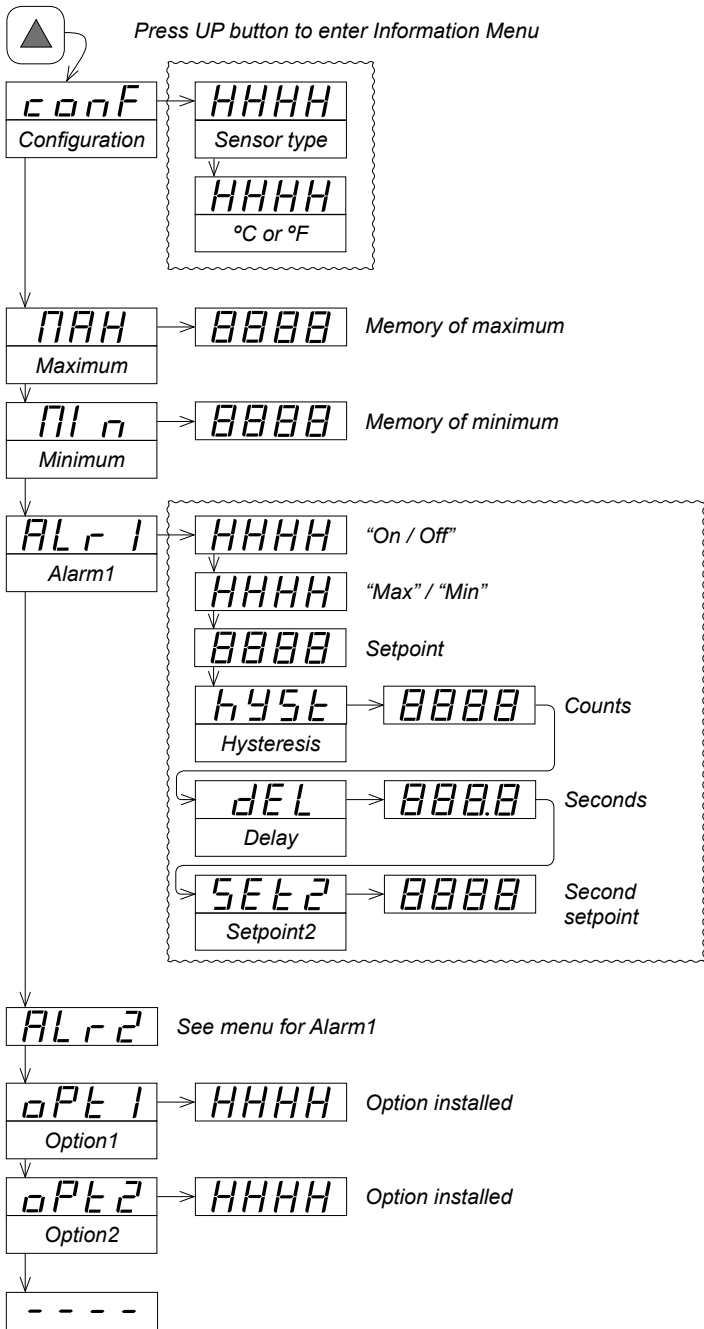 Press UP button to enter Information Menu
conF
HHHH
Configuration
Sensor type
HHHH
ºC or ºF
MAH
8888
Memory of maximum
Maximum
MIn
8888
Memory of minimum
Minimum
ALr1
HHHH
“On / Off”
Alarm1
HHHH
“Max” / “Min”
8888
Setpoint
hYSt
8888
Counts
Hysteresis
dEL
888.8
Seconds
Delay
SEt2
8888
Second
setpoint
Setpoint2
ALr2
See menu for Alarm1
oPt1
HHHH
Option installed
Option1
oPt2
HHHH
Option installed
Option2
- - - -